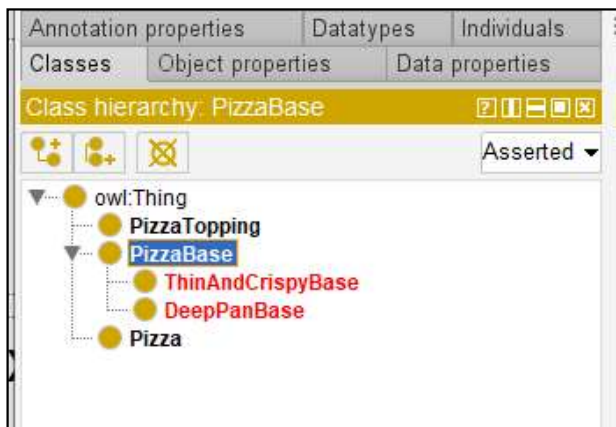 Annotation properties Datatypes Individuals
Classes Object properties Data properties
Class hierarchy: PizzaBase
Asserted
owl:Thing
PizzaTopping
PizzaBase
ThinAndCrispyBase
DeepPanBase
Pizza